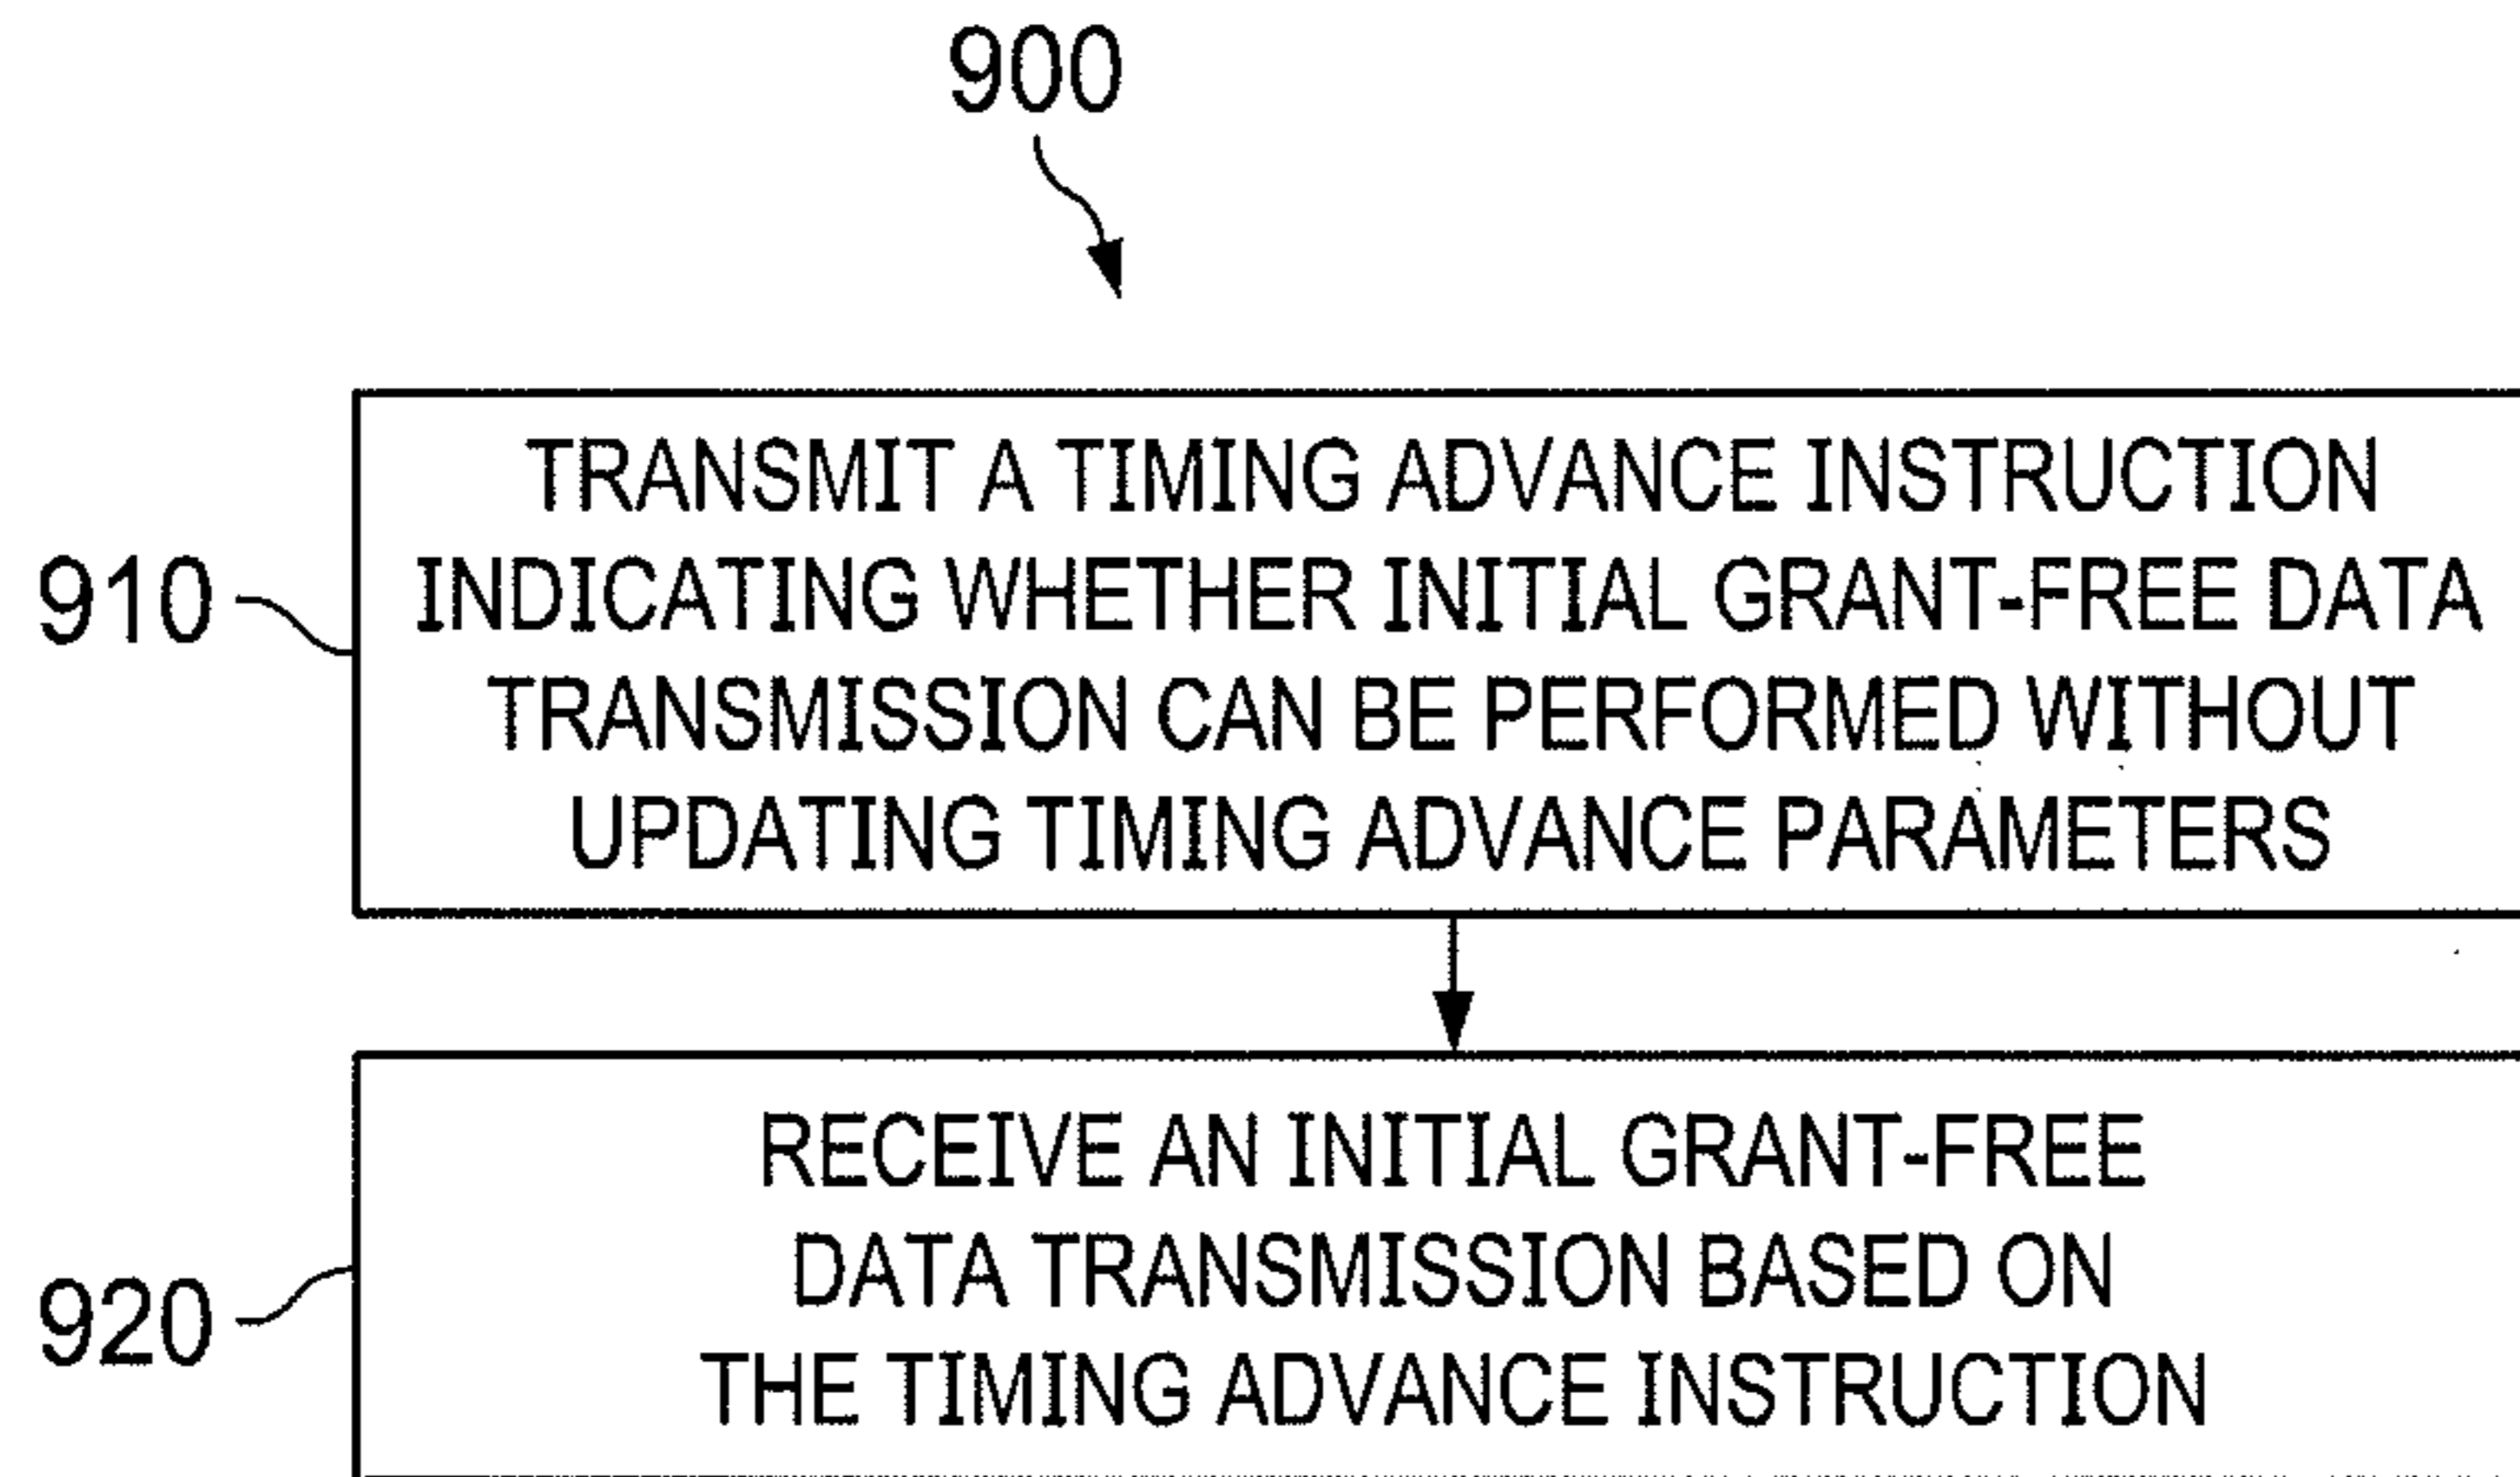 900
910
TRANSMIT A TIMING ADVANCE INSTRUCTION
INDICATING WHETHER INITIAL GRANT-FREE DATA
TRANSMISSION CAN BE PERFORMED WITHOUT
UPDATING TIMING ADVANCE PARAMETERS
920
RECEIVE AN INITIAL GRANT-FREE
DATA TRANSMISSION BASED ON
THE TIMING ADVANCE INSTRUCTION